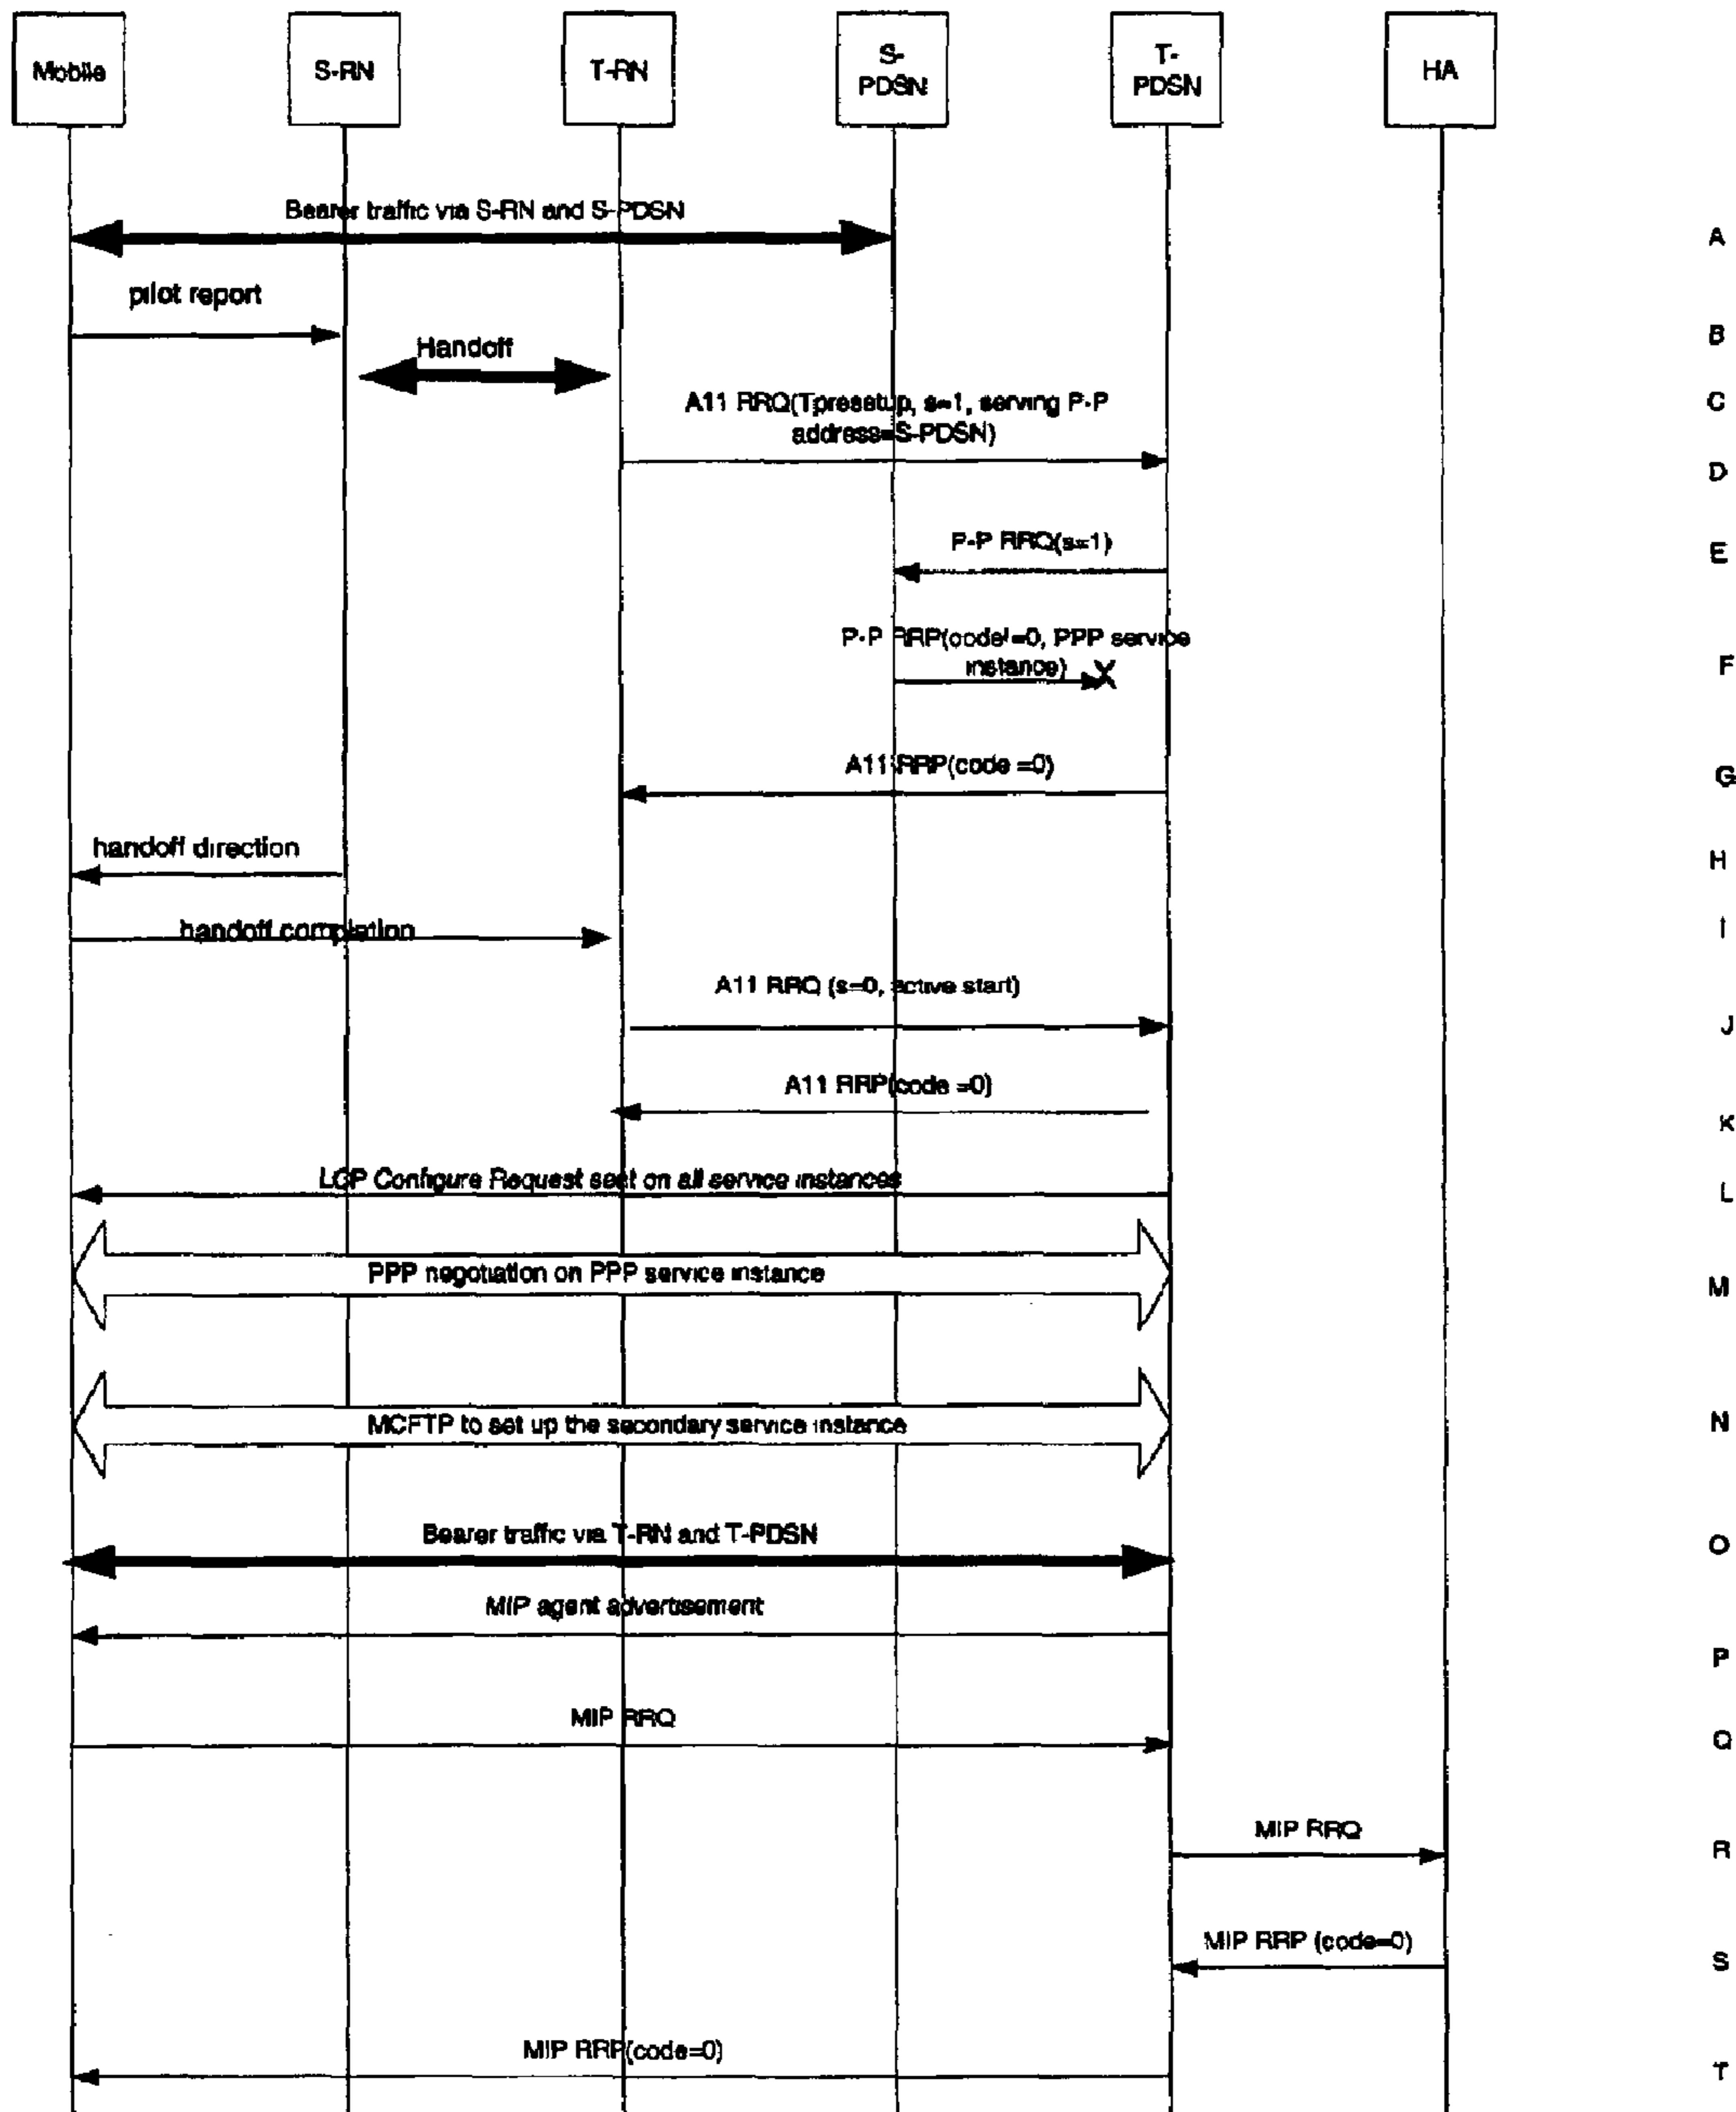 Mobile
S-RN
T-RN
S-
PDSN
T-
PDSN
HA
Bearer traffic via S-RN and S-PDSN
A
pilot report
B
Handoff
A11 RRQ(Tpresetup, s=1, serving P-P
address=S-PDSN)
C
D
P-P RRQ(s=1)
E
P-P RRP(code!=0, PPP service
instance)
X
F
A11 RRP(code =0)
G
handoff direction
H
handoff completion
I
A11 RRQ (s=0, active start)
J
A11 RRP(code =0)
K
LCP Configure Request sent on all service instances
L
PPP negotiation on PPP service instance
M
MCFTP to set up the secondary service instance
N
Bearer traffic via T-RN and T-PDSN
O
MIP agent advertisement
P
MIP RRQ
Q
MIP RRQ
R
MIP RRP (code=0)
S
MIP RRP(code=0)
T